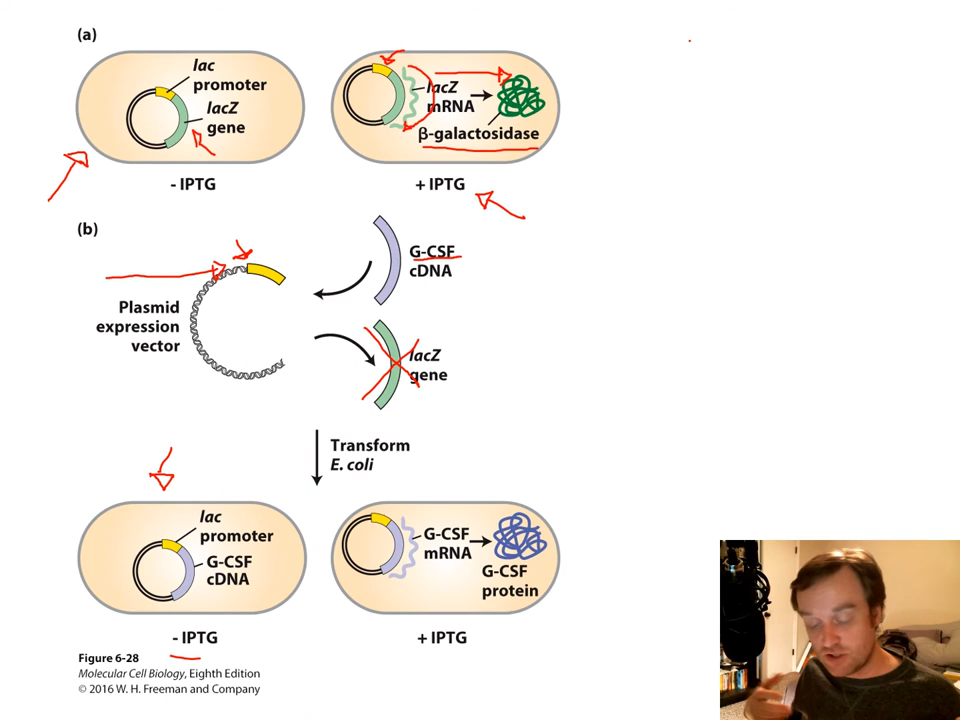 (a)
lac
promoter
lacZ
gene
- IPTG
lacZ
mRNA
β-galactosidase
+ IPTG
(b)
G-CSF
cDNA
Plasmid
expression
vector
lacZ
gene
Transform
E. coli
lac
promoter
G-CSF
cDNA
- IPTG
G-CSF
mRNA
G-CSF
protein
+ IPTG
Figure 6-28
Molecular Cell Biology, Eighth Edition
© 2016 W. H. Freeman and Company